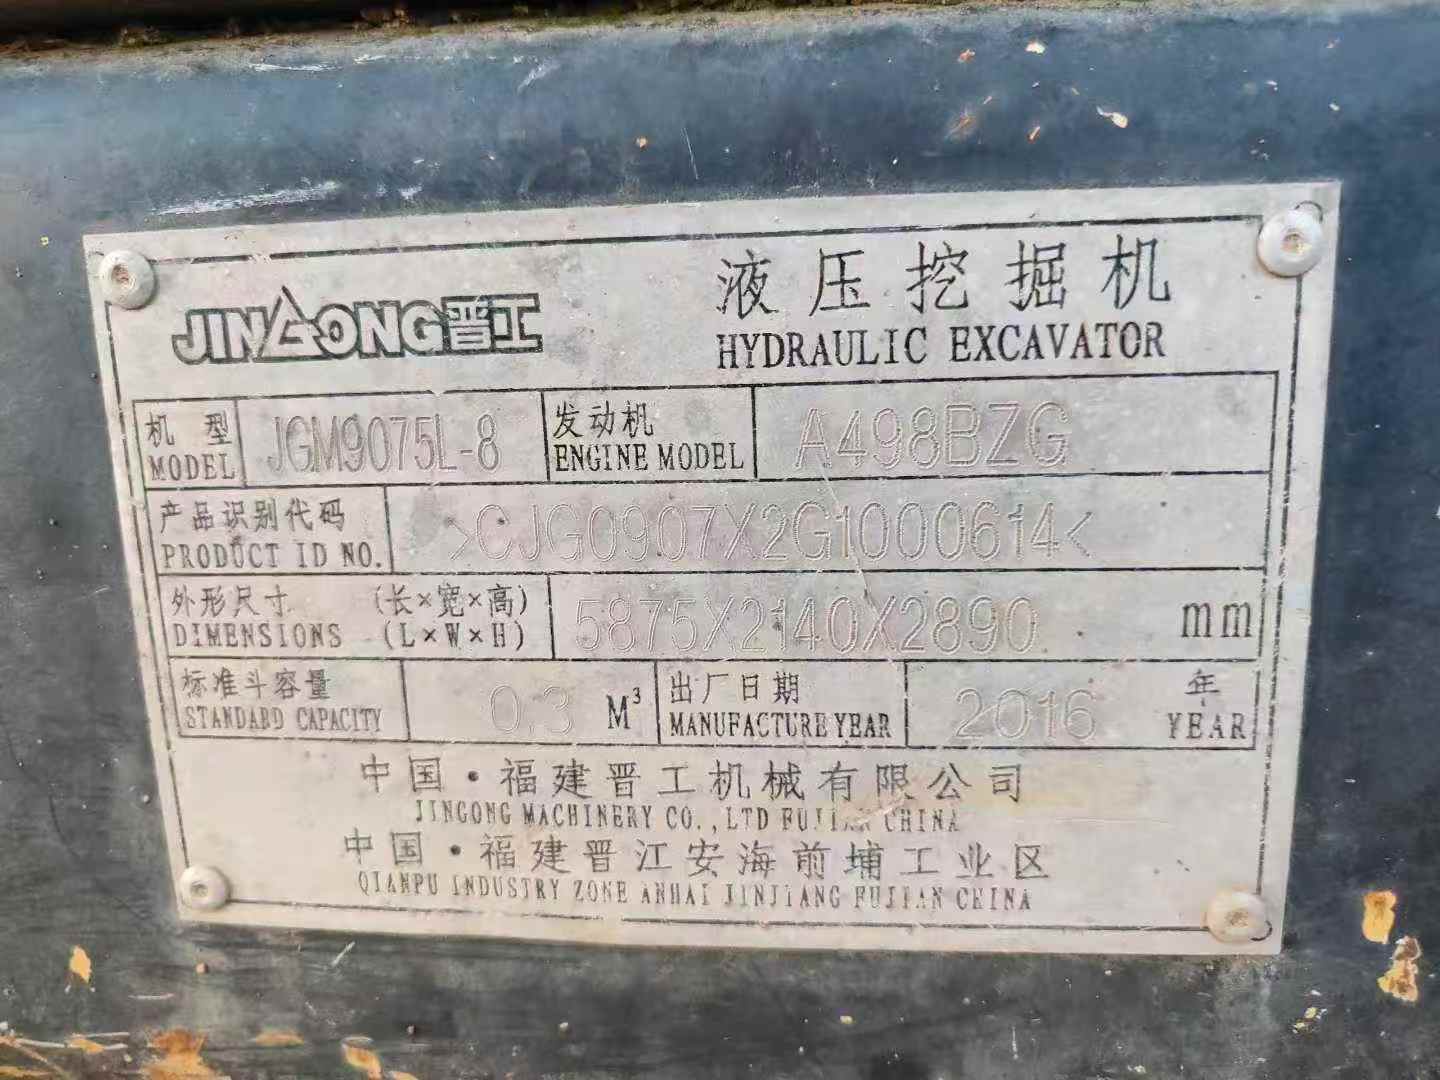 JINGONG晋工
液压挖掘机
HYDRAULIC EXCAVATOR
机型 JGM9075L-8 发动机 A498BZG
MODEL ENGINE MODEL
产品识别代码 >CJG0907X2G1000614<
PRODUCT ID NO.
外形尺寸 (长×宽×高) 5875X2140X2890 mm
DIMENSIONS (L×W×H)
标准斗容量 0.3 M³ 出厂日期 2016 年
STANDARD CAPACITY MANUFACTURE YEAR YEAR
中国·福建晋工机械有限公司
JINGONG MACHINERY CO.,LTD FUJIAN CHINA
中国·福建晋江安海前埔工业区
QIANPU INDUSTRY ZONE ANHAI JINJIANG FUJIAN CHINA